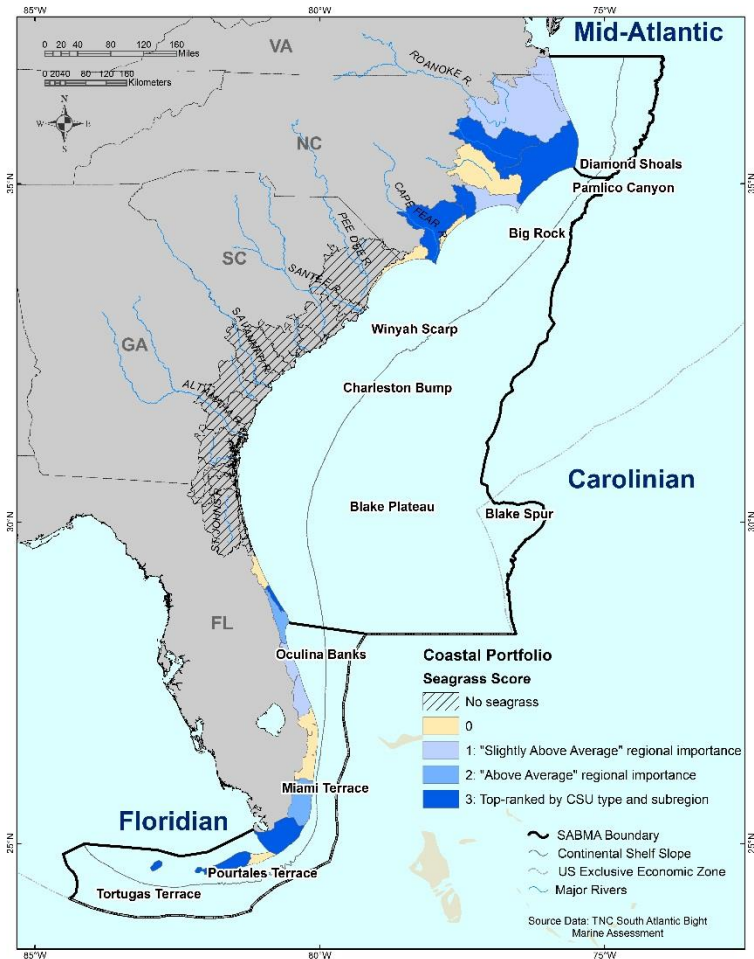 85°W
80°W
75°W
Mid-Atlantic
0 20 40 80 120 160
Miles
VA
0 20 40 80 120 160
Kilometers
ROANOKE R.
N
W E
S
NC
Diamond Shoals
35°N
35°N
Pamlico Canyon
CAPE FEAR R.
PEE DEE R.
Big Rock
SC
SANTEE R.
Winyah Scarp
SAVANNAH R.
GA
Charleston Bump
ALTAMAHA R.
Carolinian
Blake Plateau
Blake Spur
30°N
30°N
ST JOHNS R.
FL
Oculina Banks
Coastal Portfolio
Seagrass Score
No seagrass
0
1: "Slightly Above Average" regional importance
2: "Above Average" regional importance
3: Top-ranked by CSU type and subregion
Miami Terrace
Floridian
25°N
25°N
SABMA Boundary
Continental Shelf Slope
US Exclusive Economic Zone
Major Rivers
Pourtales Terrace
Tortugas Terrace
Source Data: TNC South Atlantic Bight
Marine Assessment
85°W
80°W
75°W